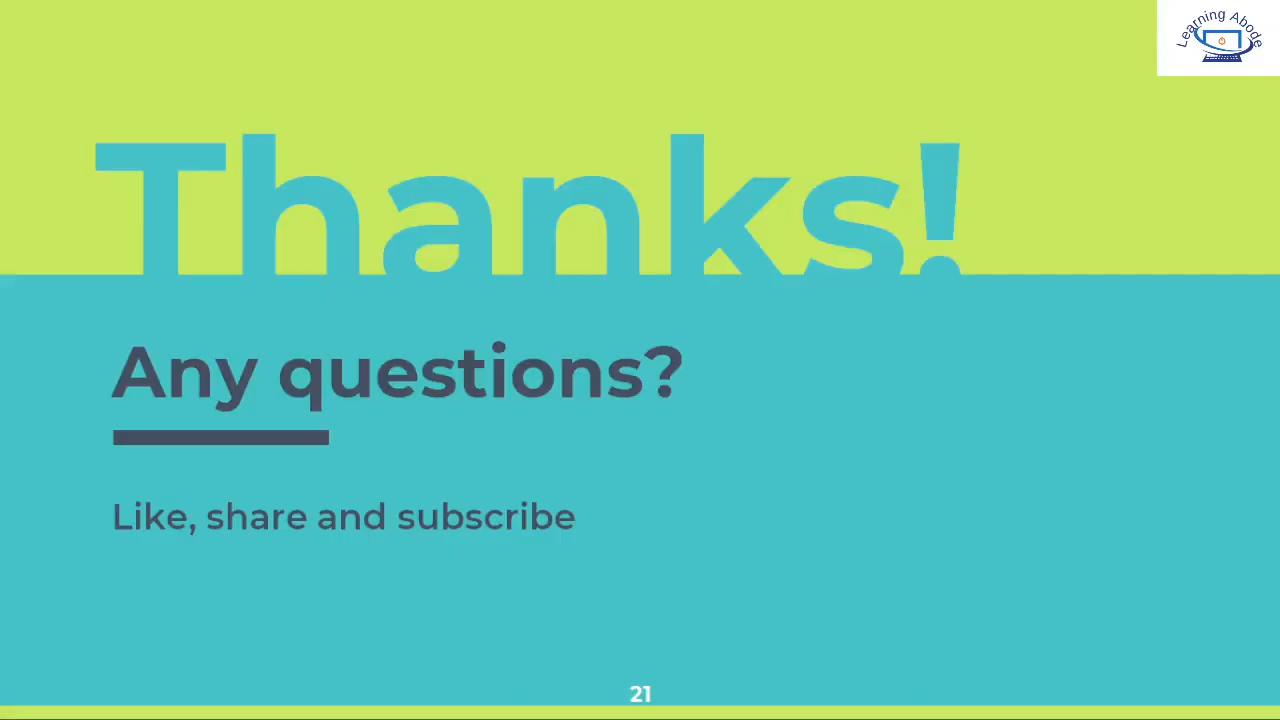 Learning Abode
Thanks!
Any questions?
Like, share and subscribe
21